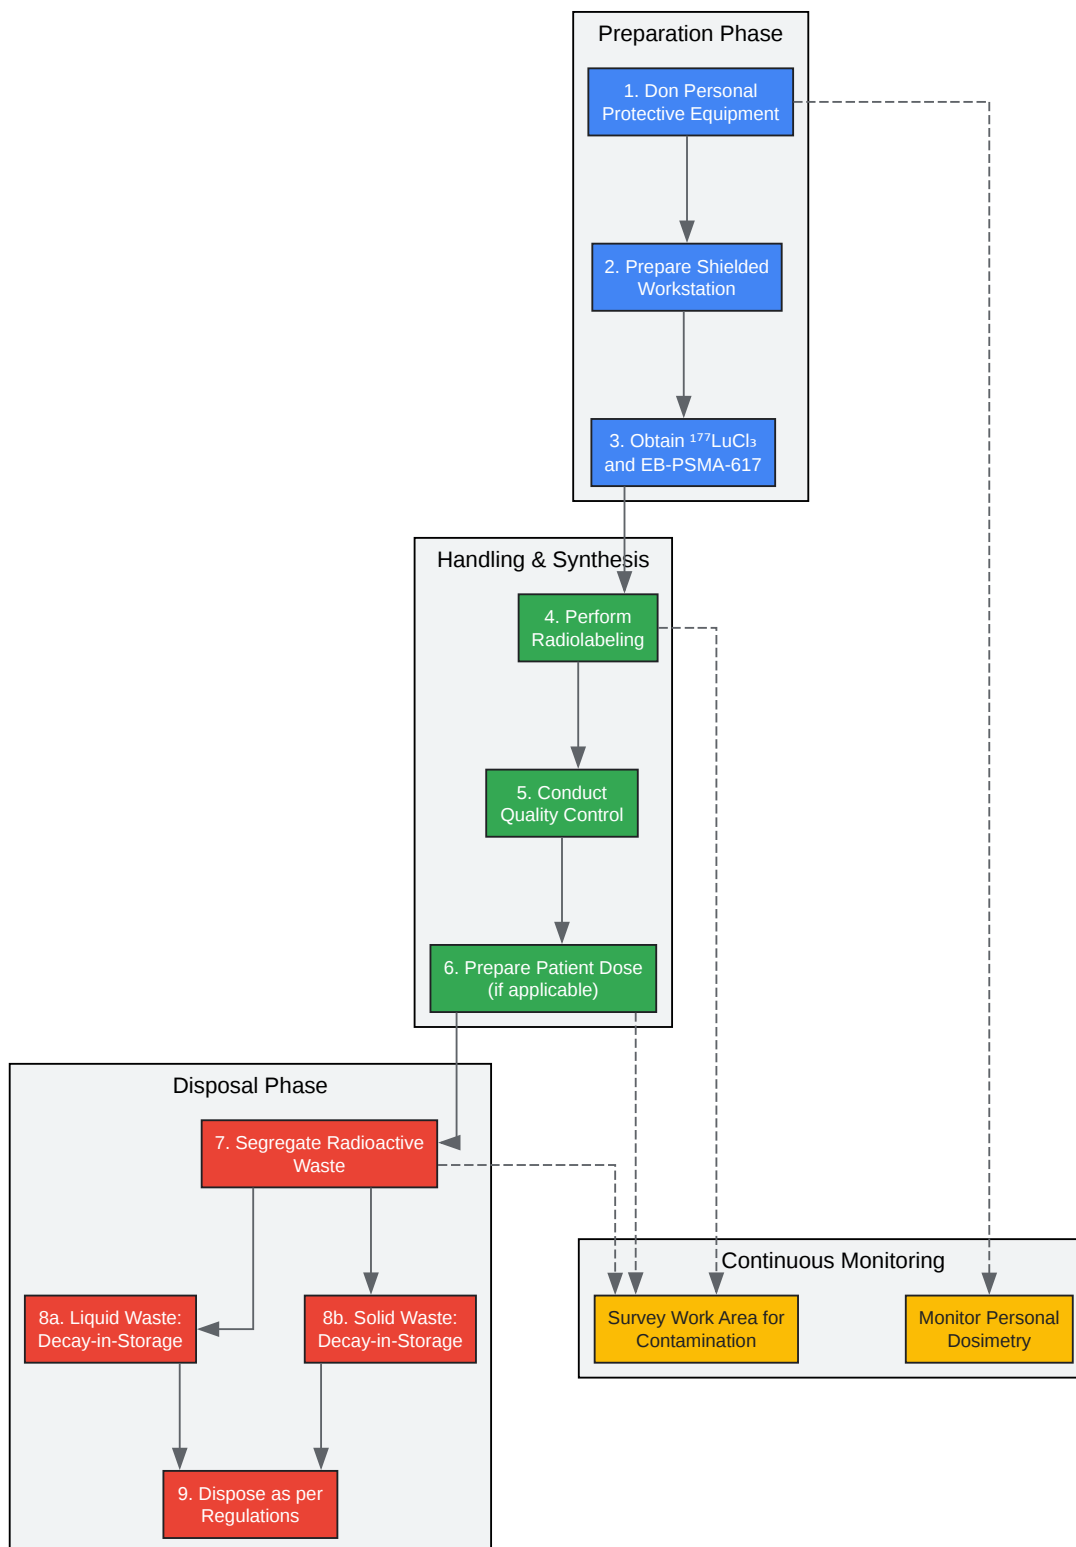 Preparation Phase
1. Don Personal
Protective Equipment
2. Prepare Shielded
Workstation
3. Obtain ¹⁷⁷LuCl₃
and EB-PSMA-617
Handling & Synthesis
4. Perform
Radiolabeling
5. Conduct
Quality Control
6. Prepare Patient Dose
(if applicable)
Disposal Phase
7. Segregate Radioactive
Waste
8a. Liquid Waste:
Decay-in-Storage
8b. Solid Waste:
Decay-in-Storage
9. Dispose as per
Regulations
Continuous Monitoring
Survey Work Area for
Contamination
Monitor Personal
Dosimetry